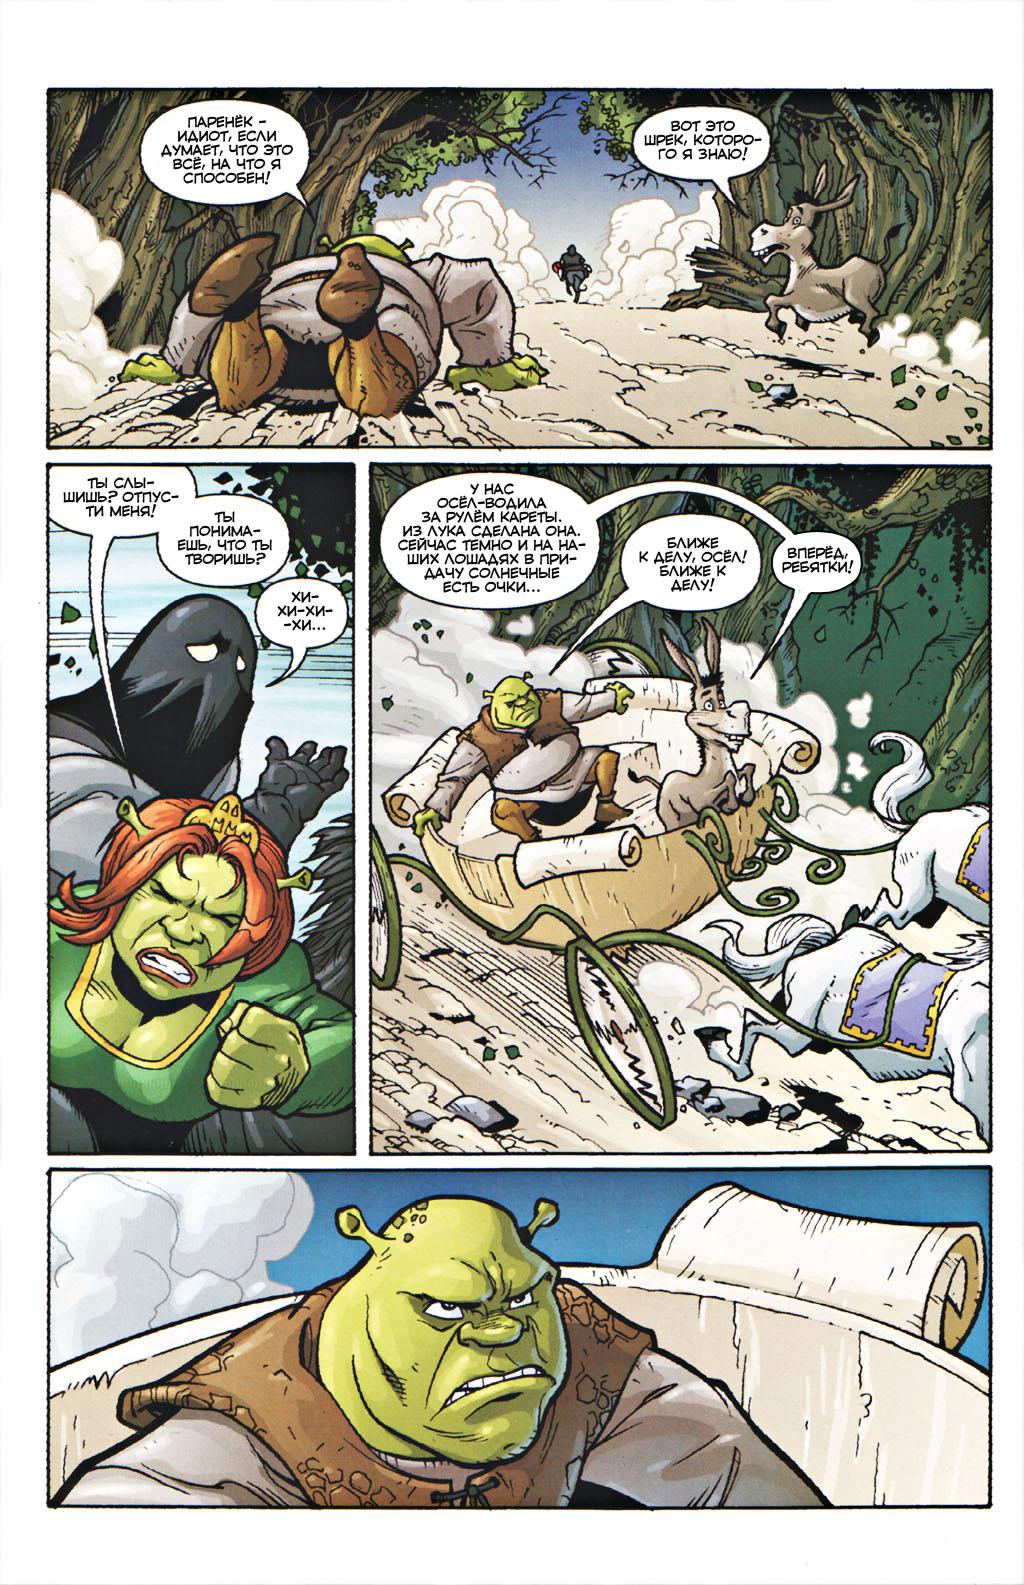 ПАРЕНЁК -
ИДИОТ, ЕСЛИ
ДУМАЕТ, ЧТО ЭТО
ВСЁ, НА ЧТО Я
СПОСОБЕН!
ВОТ ЭТО
ШРЕК, КОТОРО-
ГО Я ЗНАЮ!
ТЫ СЛЫ-
ШИШЬ? ОТПУС-
ТИ МЕНЯ!
ТЫ
ПОНИМА-
ЕШЬ, ЧТО ТЫ
ТВОРИШЬ?
ХИ-
ХИ-ХИ-
-ХИ...
У НАС
ОСЁЛ-ВОДИЛА
ЗА РУЛЁМ КАРЕТЫ.
ИЗ ЛУКА СДЕЛАНА ОНА.
СЕЙЧАС ТЕМНО И НА НА-
ШИХ ЛОШАДЯХ В ПРИ-
ДАЧУ СОЛНЕЧНЫЕ
ЕСТЬ ОЧКИ...
БЛИЖЕ
К ДЕЛУ, ОСЁЛ!
БЛИЖЕ К
ДЕЛУ!
ВПЕРЁД,
РЕБЯТКИ!